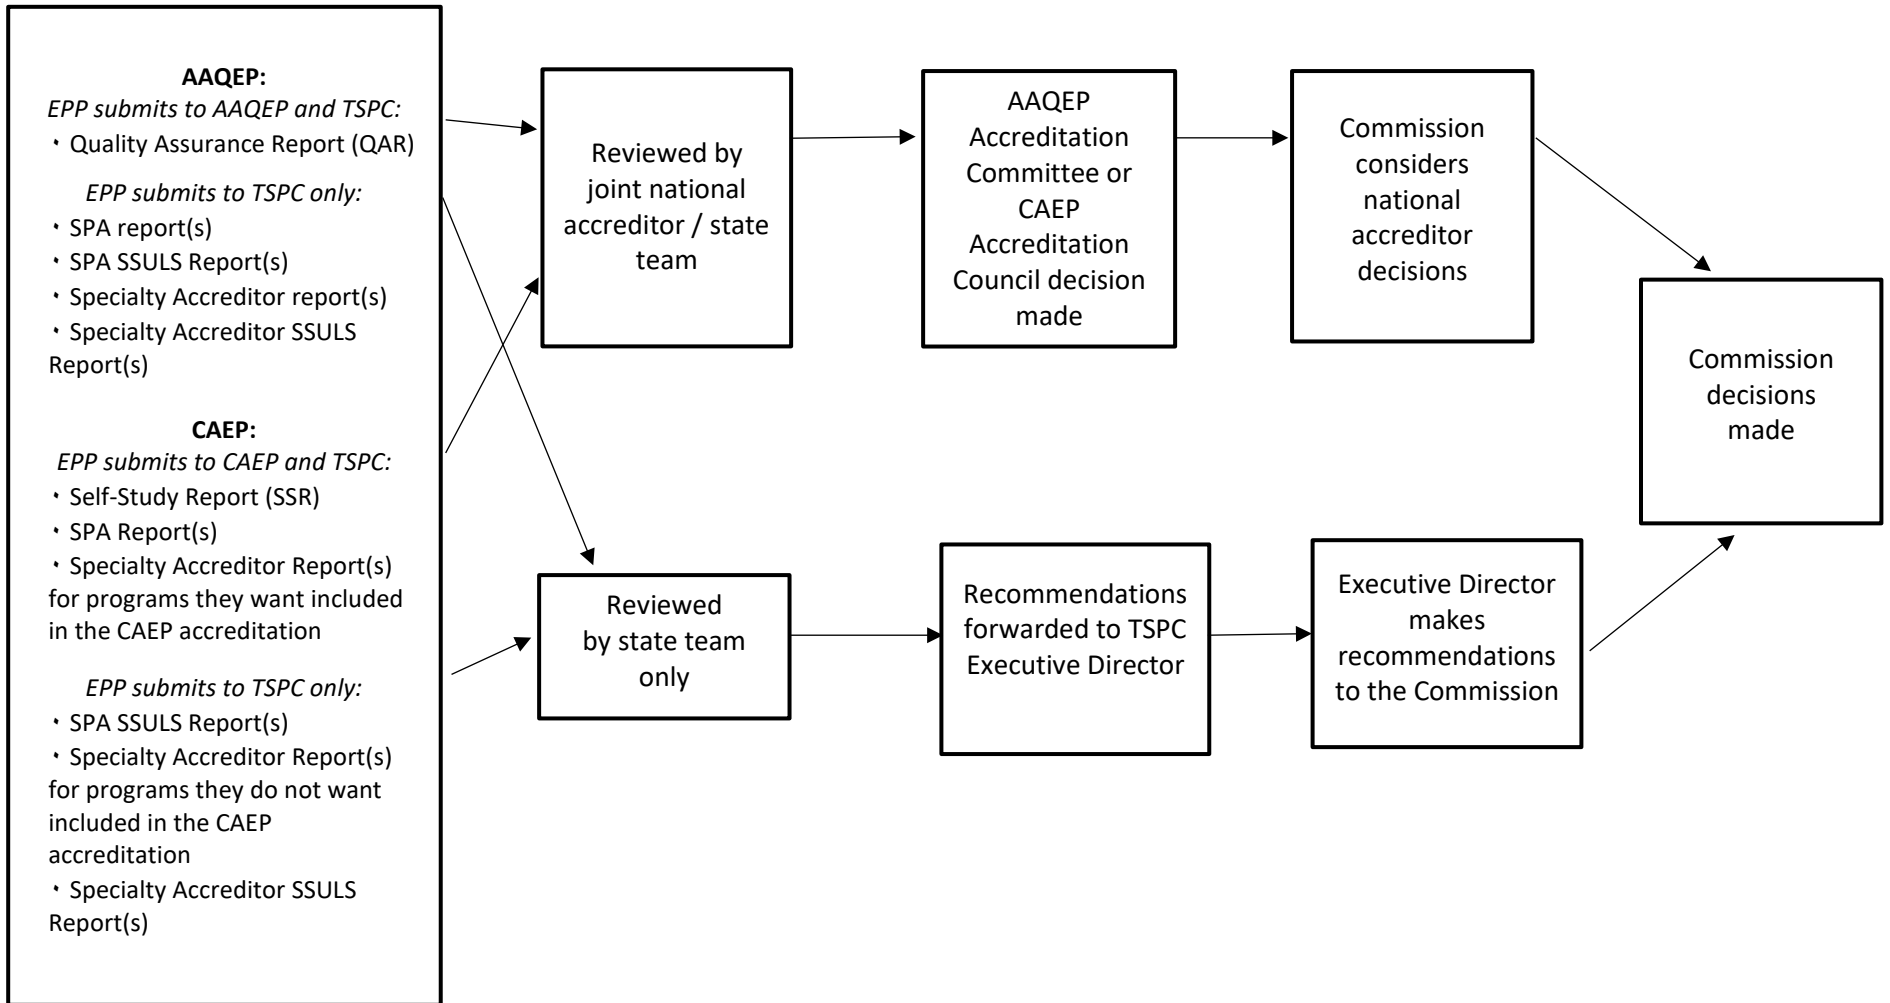 AAQEP:
EPP submits to AAQEP and TSPC:
· Quality Assurance Report (QAR)
EPP submits to TSPC only:
· SPA report(s)
· SPA SSULS Report(s)
· Specialty Accreditor report(s)
· Specialty Accreditor SSULS
Report(s)
CAEP:
EPP submits to CAEP and TSPC:
· Self-Study Report (SSR)
· SPA Report(s)
· Specialty Accreditor Report(s)
for programs they want included
in the CAEP accreditation
EPP submits to TSPC only:
· SPA SSULS Report(s)
· Specialty Accreditor Report(s)
for programs they do not want
included in the CAEP
accreditation
· Specialty Accreditor SSULS
Report(s)
Reviewed by
joint national
accreditor / state
team
AAQEP
Accreditation
Committee or
CAEP
Accreditation
Council decision
made
Commission
considers
national
accreditor
decisions
Reviewed
by state team
only
Recommendations
forwarded to TSPC
Executive Director
Executive Director
makes
recommendations
to the Commission
Commission
decisions
made